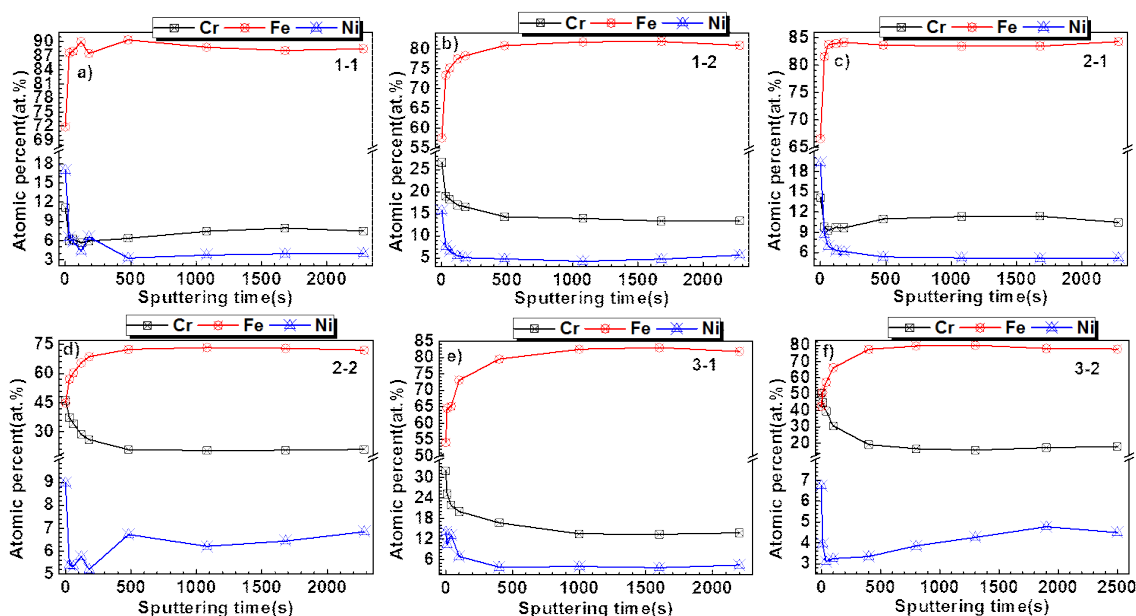 Cr Fe Ni
a)
1-1
Atomic percent(at.%)
90
87
84
81
78
75
72
69
18
15
12
9
6
3
0 500 1000 1500 2000
Sputtering time(s)
Cr Fe Ni
b)
1-2
Atomic percent(at.%)
80
75
70
65
60
55
25
20
15
10
5
0 500 1000 1500 2000
Sputtering time(s)
Cr Fe Ni
c)
2-1
Atomic percent(at.%)
85
80
75
70
65
18
15
12
9
6
0 500 1000 1500 2000
Sputtering time(s)
Cr Fe Ni
d)
2-2
Atomic percent(at.%)
75
60
45
30
9
8
7
6
5
0 500 1000 1500 2000
Sputtering time(s)
Cr Fe Ni
e)
3-1
Atomic percent(at.%)
85
80
75
70
65
60
55
50
30
24
18
12
6
0 500 1000 1500 2000
Sputtering time(s)
Cr Fe Ni
f)
3-2
Atomic percent(at.%)
80
70
60
50
40
30
20
7
6
5
4
3
0 500 1000 1500 2000 2500
Sputtering time(s)